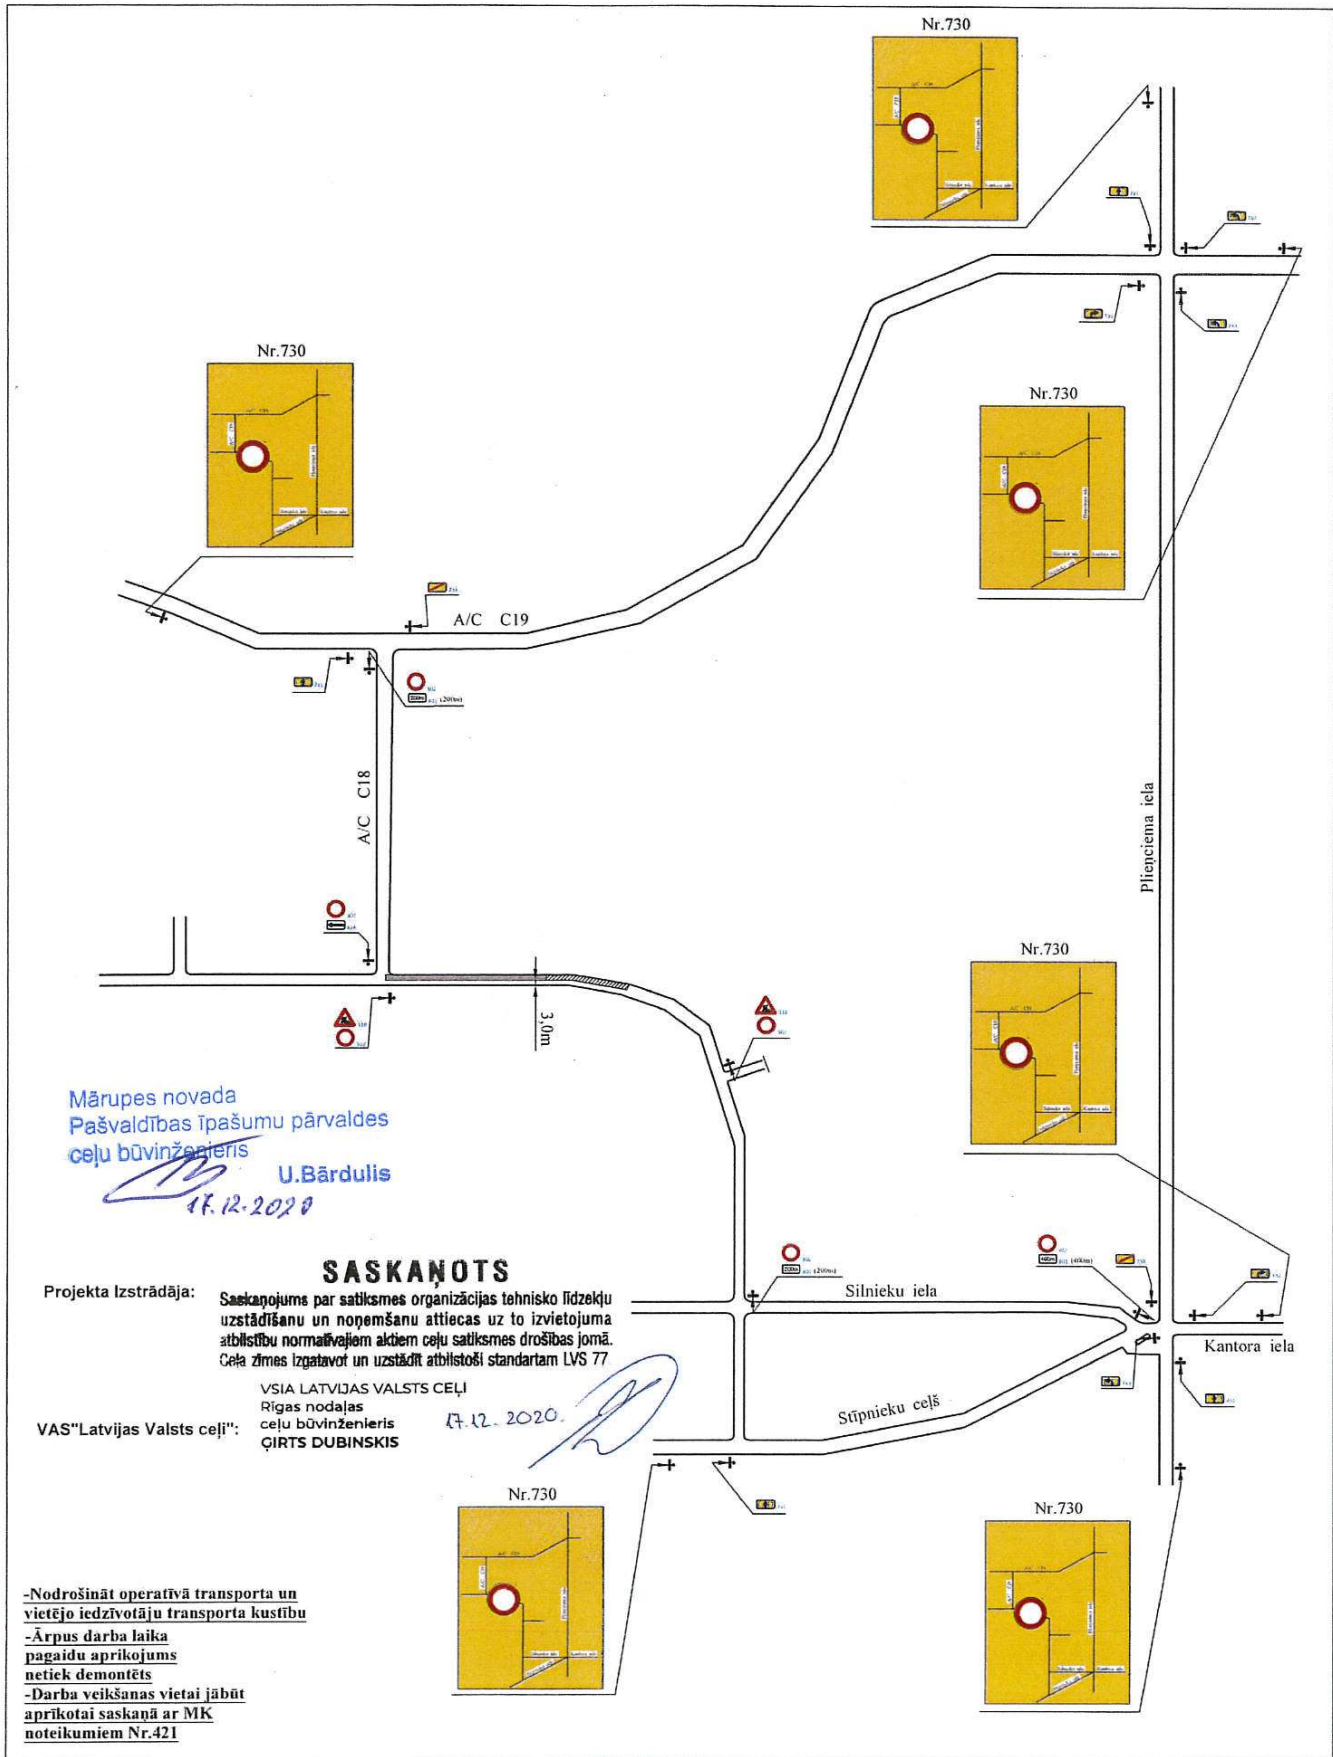 Nr.730
Nr.730
Nr.730
A/C C19
(200m)
A/C C18
Plieņciema iela
3,0m
Nr.730
Mārupes novada
Pašvaldības īpašumu pārvaldes
ceļu būvinženieris
U.Bārdulis
17.12.2020
SASKAŅOTS
Projekta Izstrādāja:
Saskaņojums par satiksmes organizācijas tehnisko līdzekļu
uzstādīšanu un noņemšanu attiecas uz to izvietojuma
atbilstību normatīvajiem aktiem ceļu satiksmes drošības jomā.
Ceļa zīmes izgatavot un uzstādīt atbilstoši standartam LVS 77
VSIA LATVIJAS VALSTS CEĻI
Rīgas nodaļas
ceļu būvinženieris
ĢIRTS DUBINSKIS
17.12.2020.
VAS"Latvijas Valsts ceļi":
(200m)
(400m)
Silnieku iela
Kantora iela
Stīpnieku ceļš
Nr.730
Nr.730
-Nodrošināt operatīvā transporta un
vietējo iedzīvotāju transporta kustību
-Ārpus darba laika
pagaidu aprīkojums
netiek demontēts
-Darba veikšanas vietai jābūt
aprīkotai saskaņā ar MK
noteikumiem Nr.421